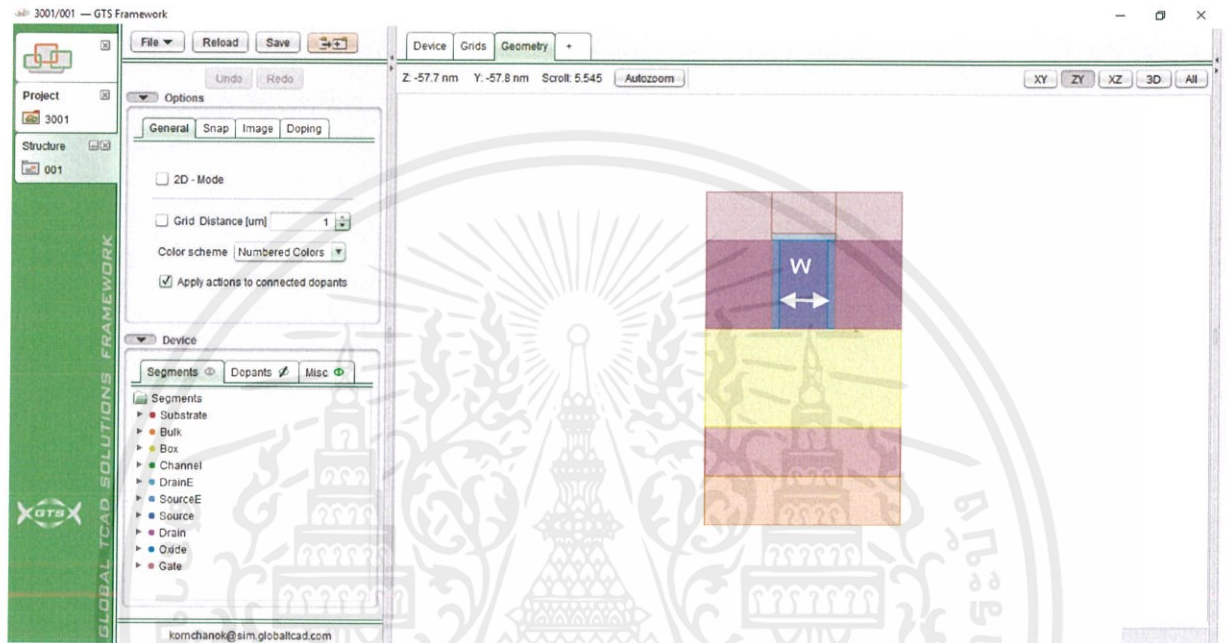 3001/001 — GTS Framework
File Reload Save
Device Grids Geometry +
Undo Redo
Z: -57.7 nm Y: -57.8 nm Scroll: 5.545 Autozoom
XY ZY XZ 3D All
Project
3001
Structure
001
Options
General Snap Image Doping
2D - Mode
Grid Distance [um] 1
Color scheme Numbered Colors
Apply actions to connected dopants
Device
Segments Dopants Misc
Segments
Substrate
Bulk
Box
Channel
DrainE
SourceE
Source
Drain
Oxide
Gate
kornchanok@sim.globaltcad.com
W
GTS
GLOBAL TCAD SOLUTIONS FRAMEWORK